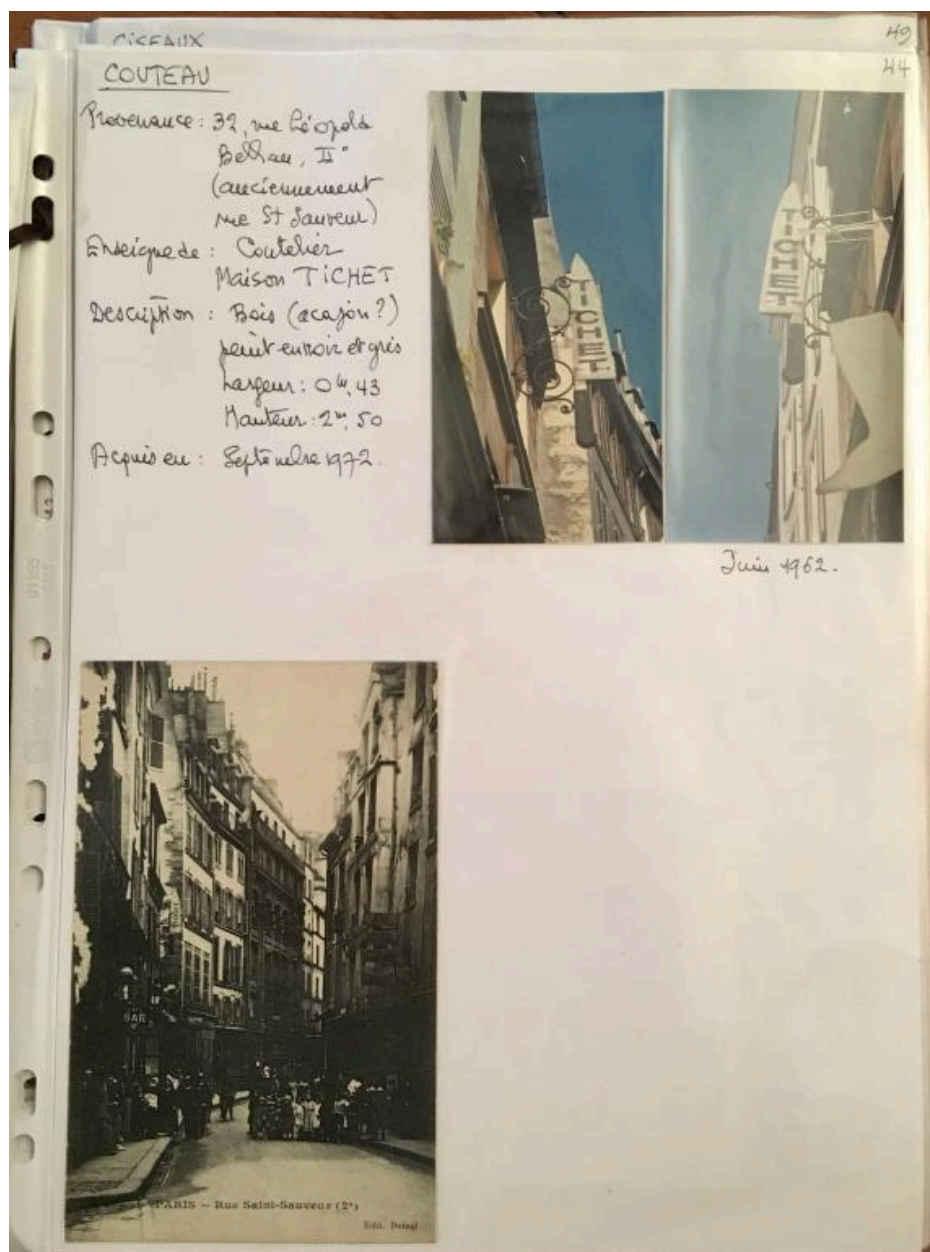 CISEAUX
49
COUTEAU
44
Provenance : 32, rue Léopold
Bellan, IIe
(anciennement
rue St Sauveur)
Enseigne de : Coutelier
Maison TICHET
Description : Bois (acajou ?)
peint en noir et gris
Largeur : 0m,43
Hauteur : 2m,50
Acquis en : Septembre 1972.
TICHET
TICHET
Juin 1962.
BAR
PARIS — Rue Saint-Sauveur (2e)
Edit.